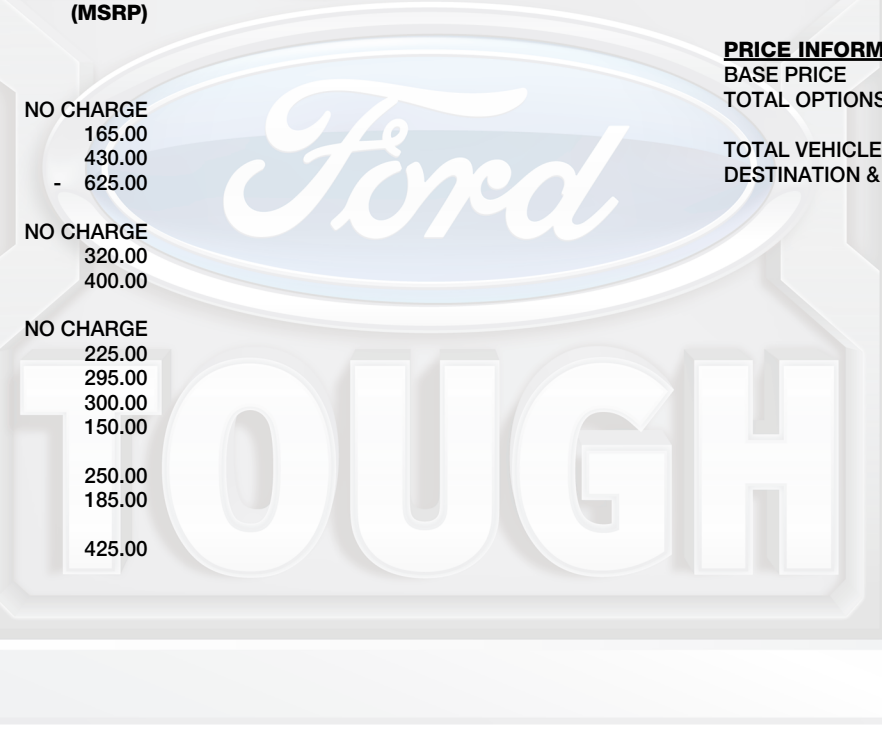 (MSRP)
NO CHARGE
165.00
430.00
- 625.00
NO CHARGE
320.00
400.00
NO CHARGE
225.00
295.00
300.00
150.00
250.00
185.00
425.00
PRICE INFORM
BASE PRICE
TOTAL OPTIONS
TOTAL VEHICLE
DESTINATION &
Ford
TOUGH